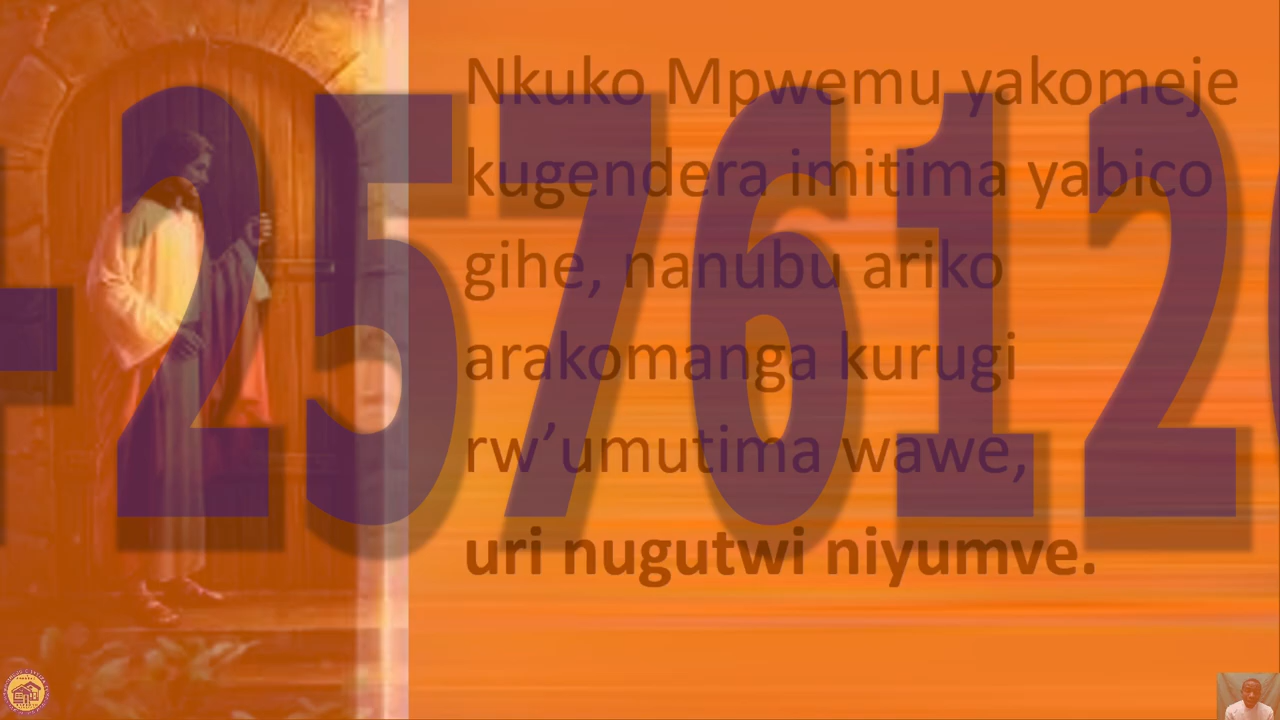 Nkuko Mpwemu yakomeje
kugendera imitima yabico
gihe, nanubu ariko
arakomanga kurugi
rw’umutima wawe,
uri nugutwi niyumve.
+257612